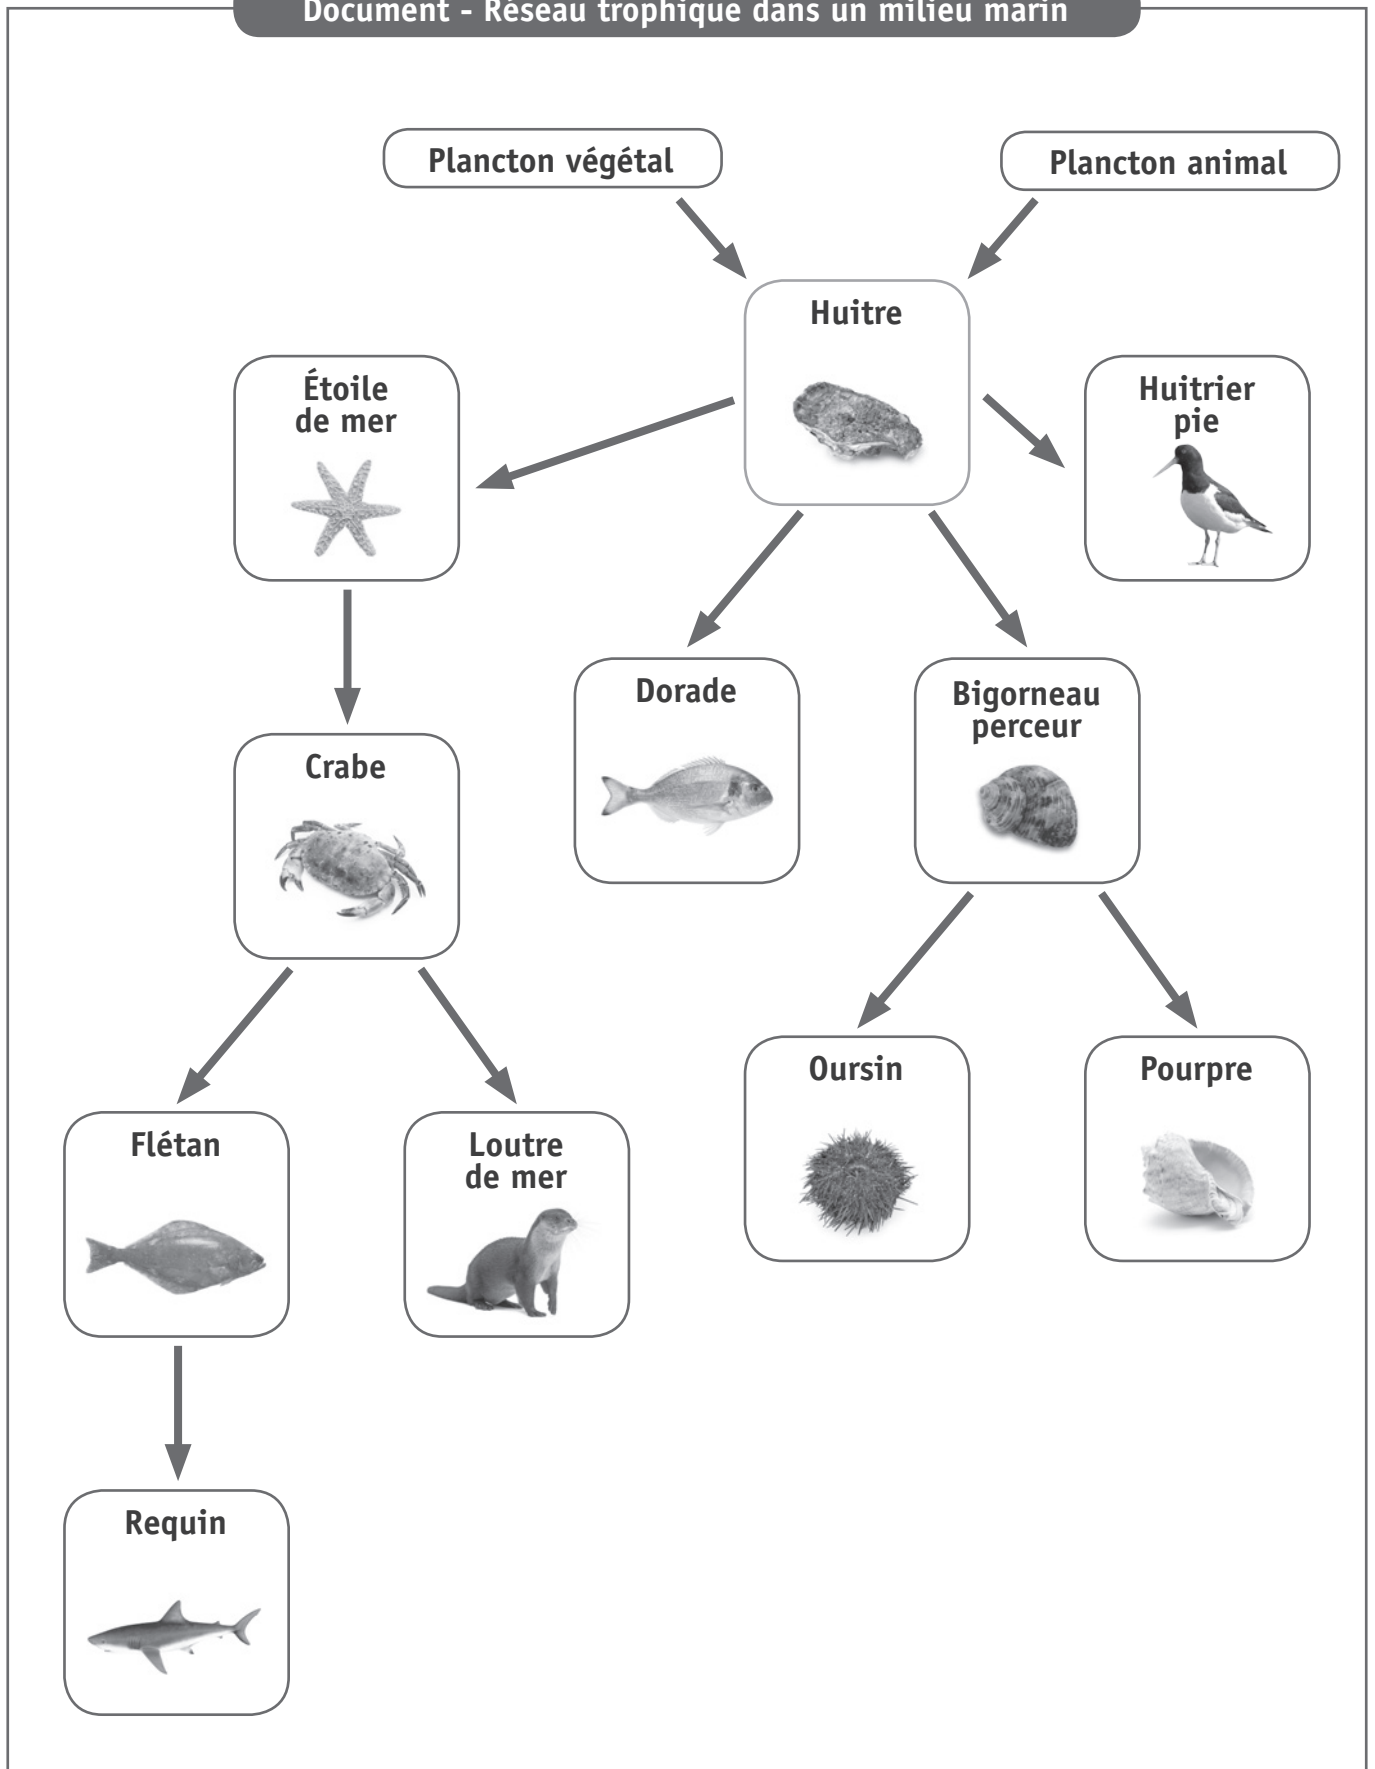 Document - Réseau trophique dans un milieu marin
Plancton végétal
Plancton animal
Huitre
Étoile
de mer
Huitrier
pie
Dorade
Bigorneau
perceur
Crabe
Oursin
Pourpre
Flétan
Loutre
de mer
Requin